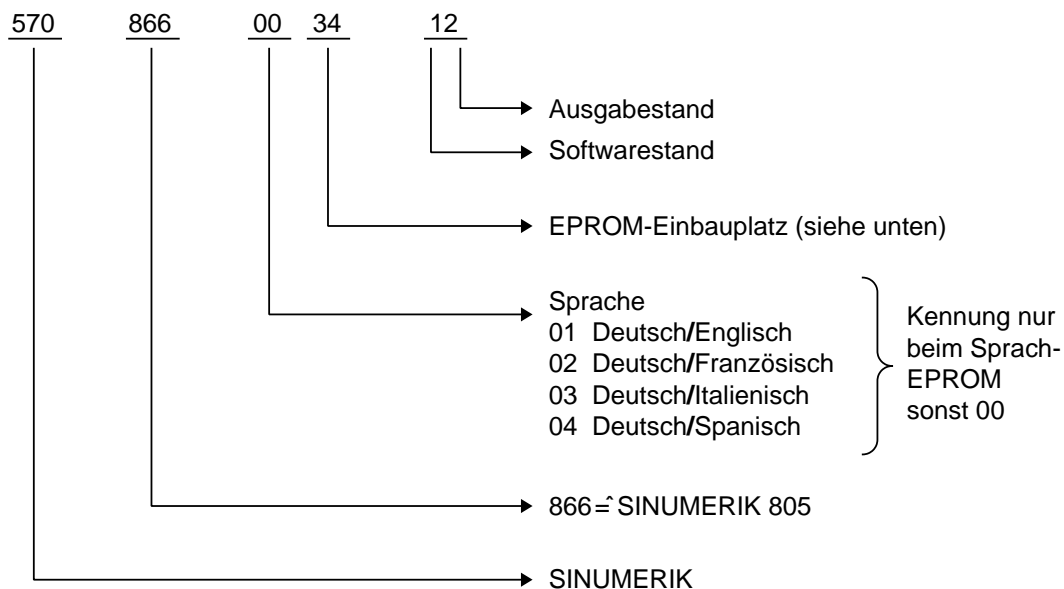 570 866 00 34 12
Ausgabestand
Softwarestand
EPROM-Einbauplatz (siehe unten)
Sprache
01 Deutsch/Englisch
02 Deutsch/Französisch
03 Deutsch/Italienisch
04 Deutsch/Spanisch
Kennung nur
beim Sprach-
EPROM
sonst 00
866 =^ SINUMERIK 805
SINUMERIK